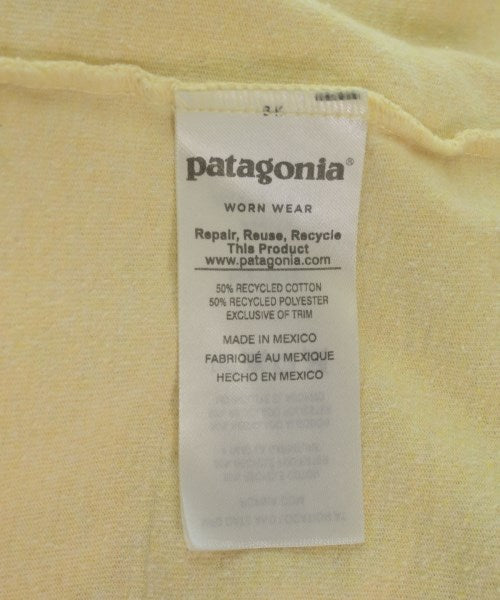 patagonia®
WORN WEAR
Repair, Reuse, Recycle
This Product
www.patagonia.com
50% RECYCLED COTTON
50% RECYCLED POLYESTER
EXCLUSIVE OF TRIM
MADE IN MEXICO
FABRIQUÉ AU MEXIQUE
HECHO EN MEXICO